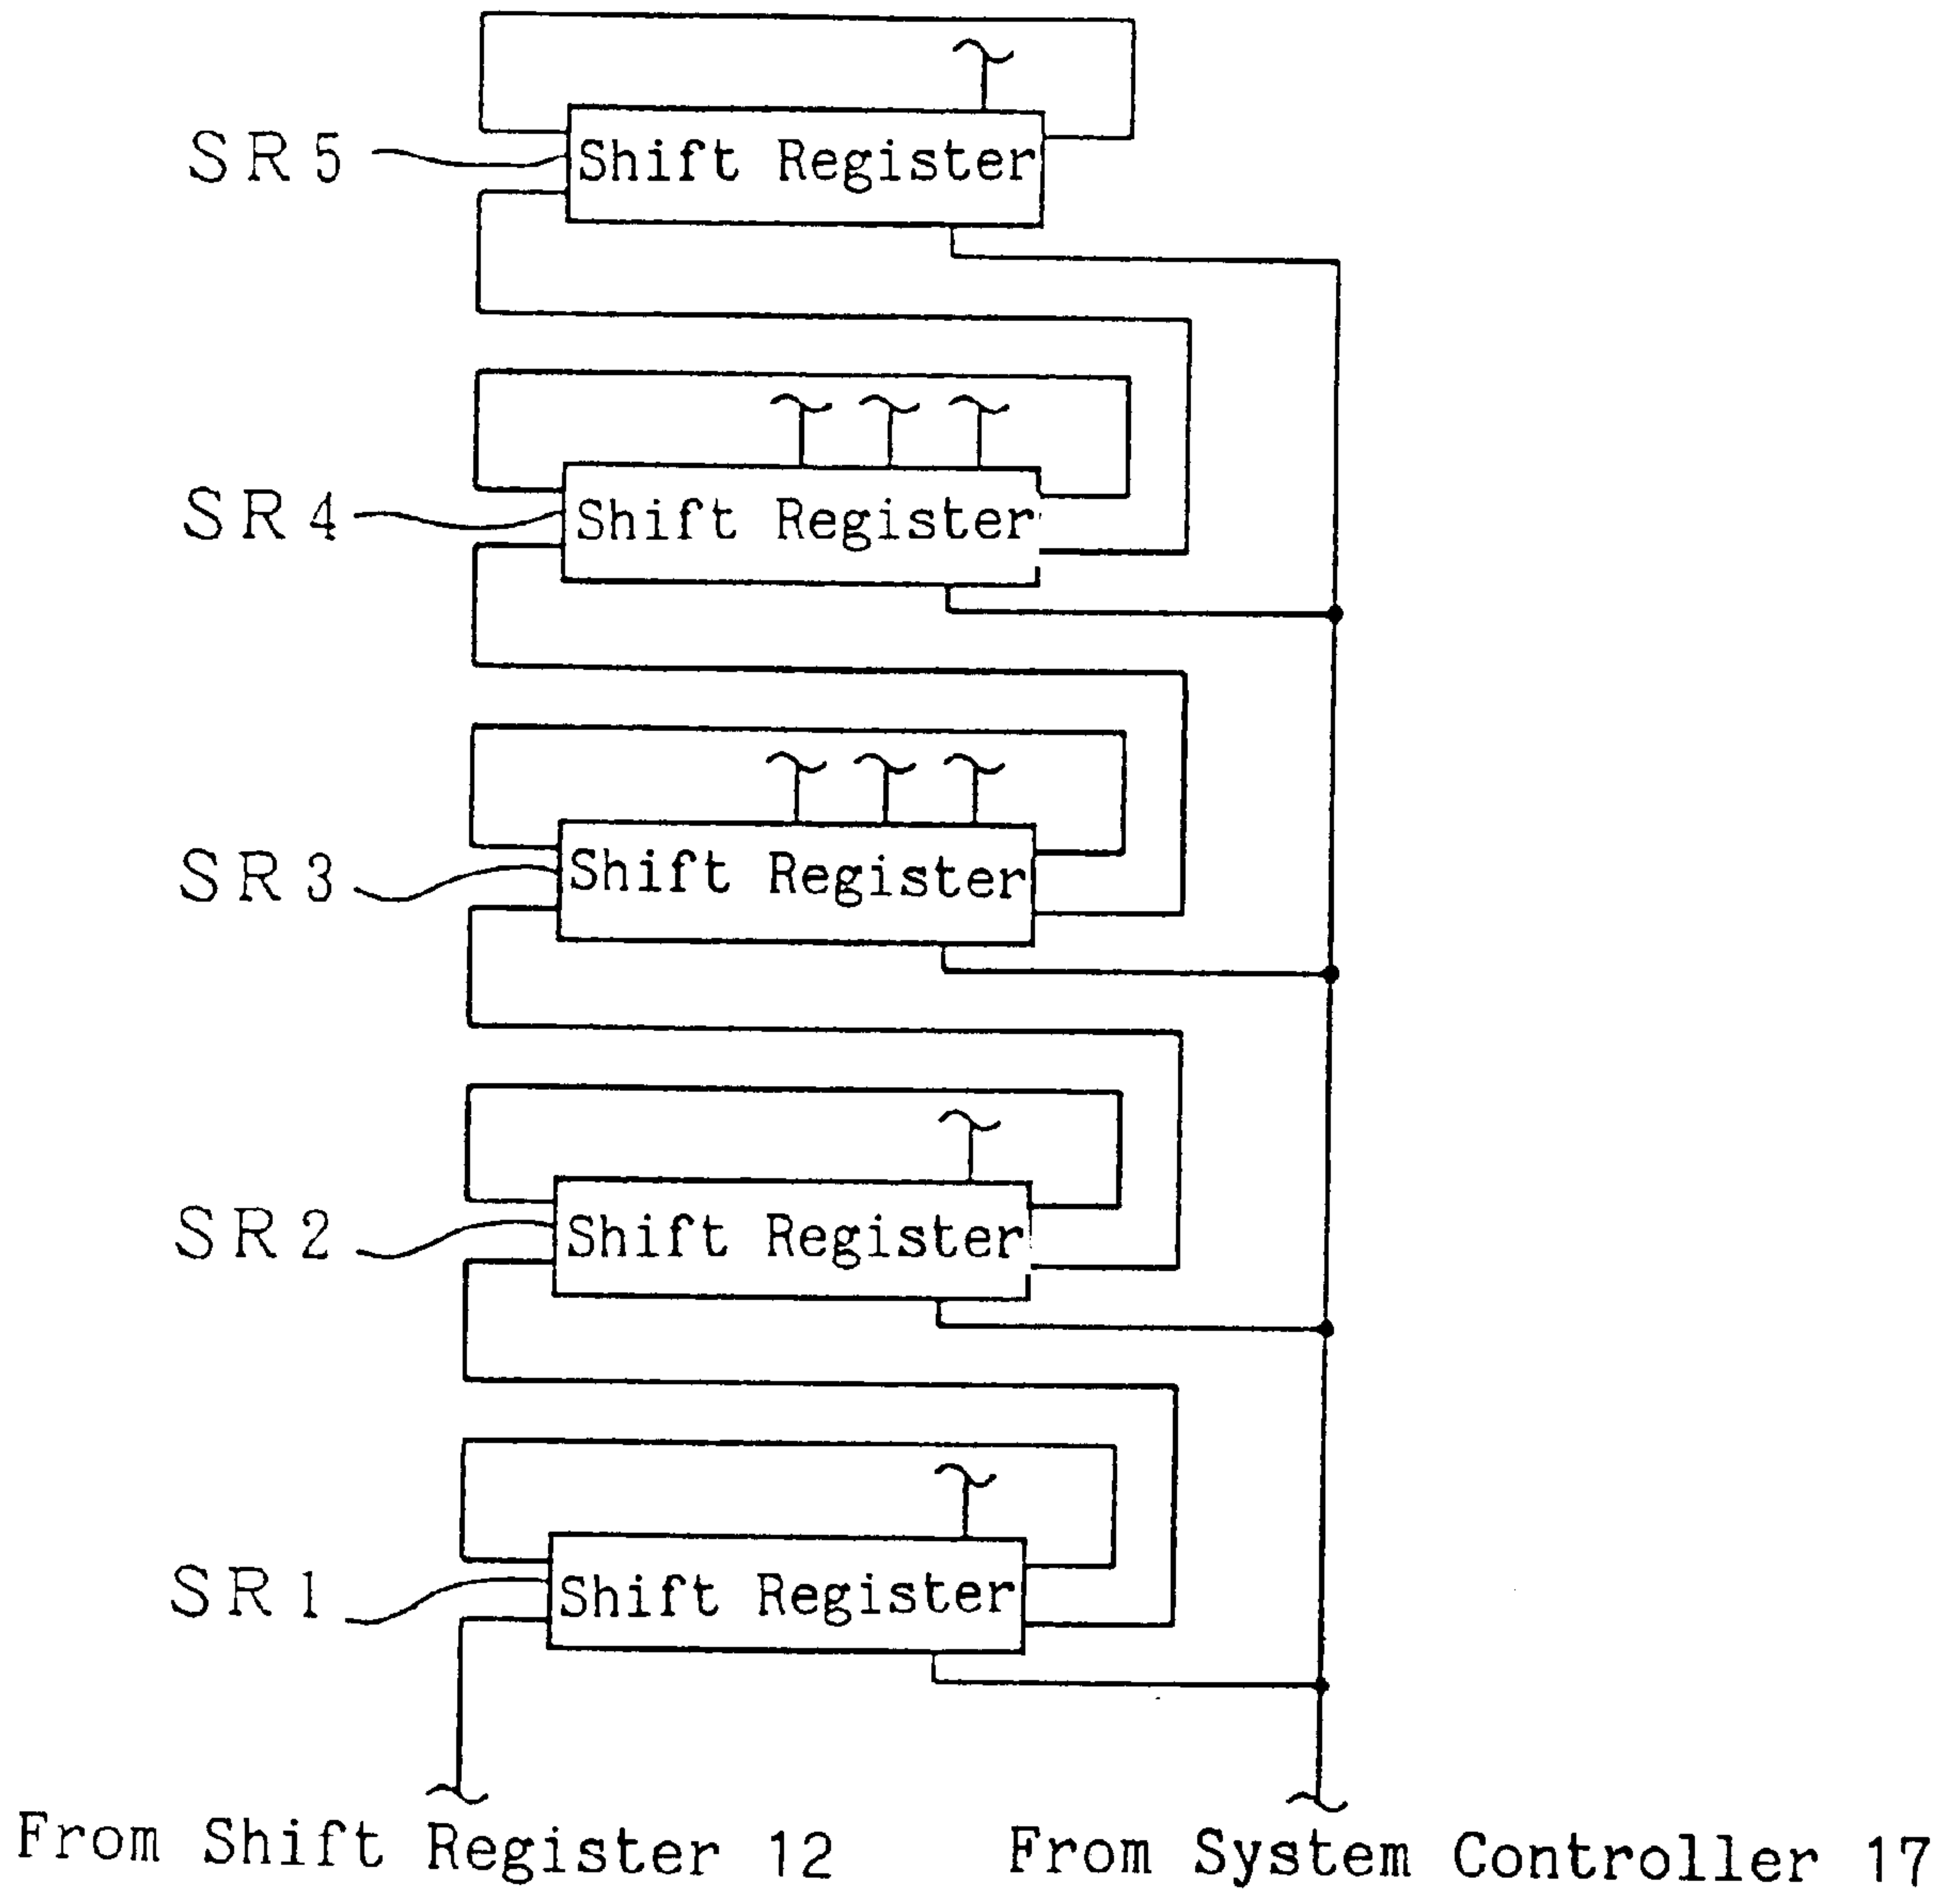 SR5 Shift Register
SR4 Shift Register
SR3 Shift Register
SR2 Shift Register
SR1 Shift Register
From Shift Register 12
From System Controller 17